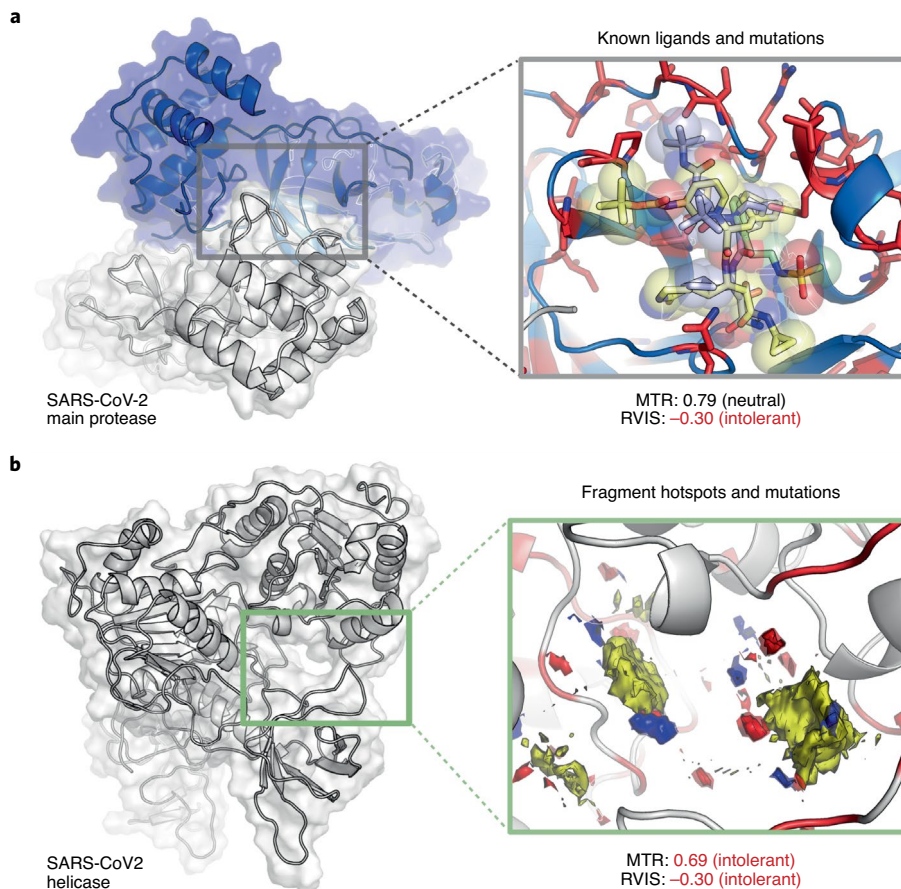 a
Known ligands and mutations
SARS-CoV-2
main protease
MTR: 0.79 (neutral)
RVIS: –0.30 (intolerant)
b
Fragment hotspots and mutations
SARS-CoV2
helicase
MTR: 0.69 (intolerant)
RVIS: –0.30 (intolerant)